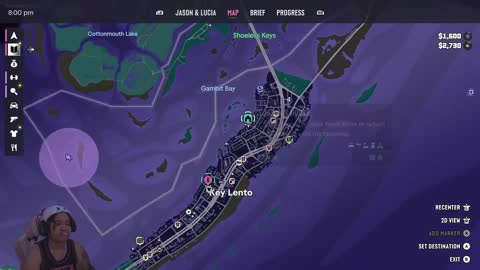 8:00 pm
JASON & LUCIA
MAP
BRIEF
PROGRESS
$1,600
$2,730
Cottonmouth Lake
Shoeless Keys
Gambit Bay
Key Lento
RECENTER
2D VIEW
ADD MARKER
SET DESTINATION
EXIT